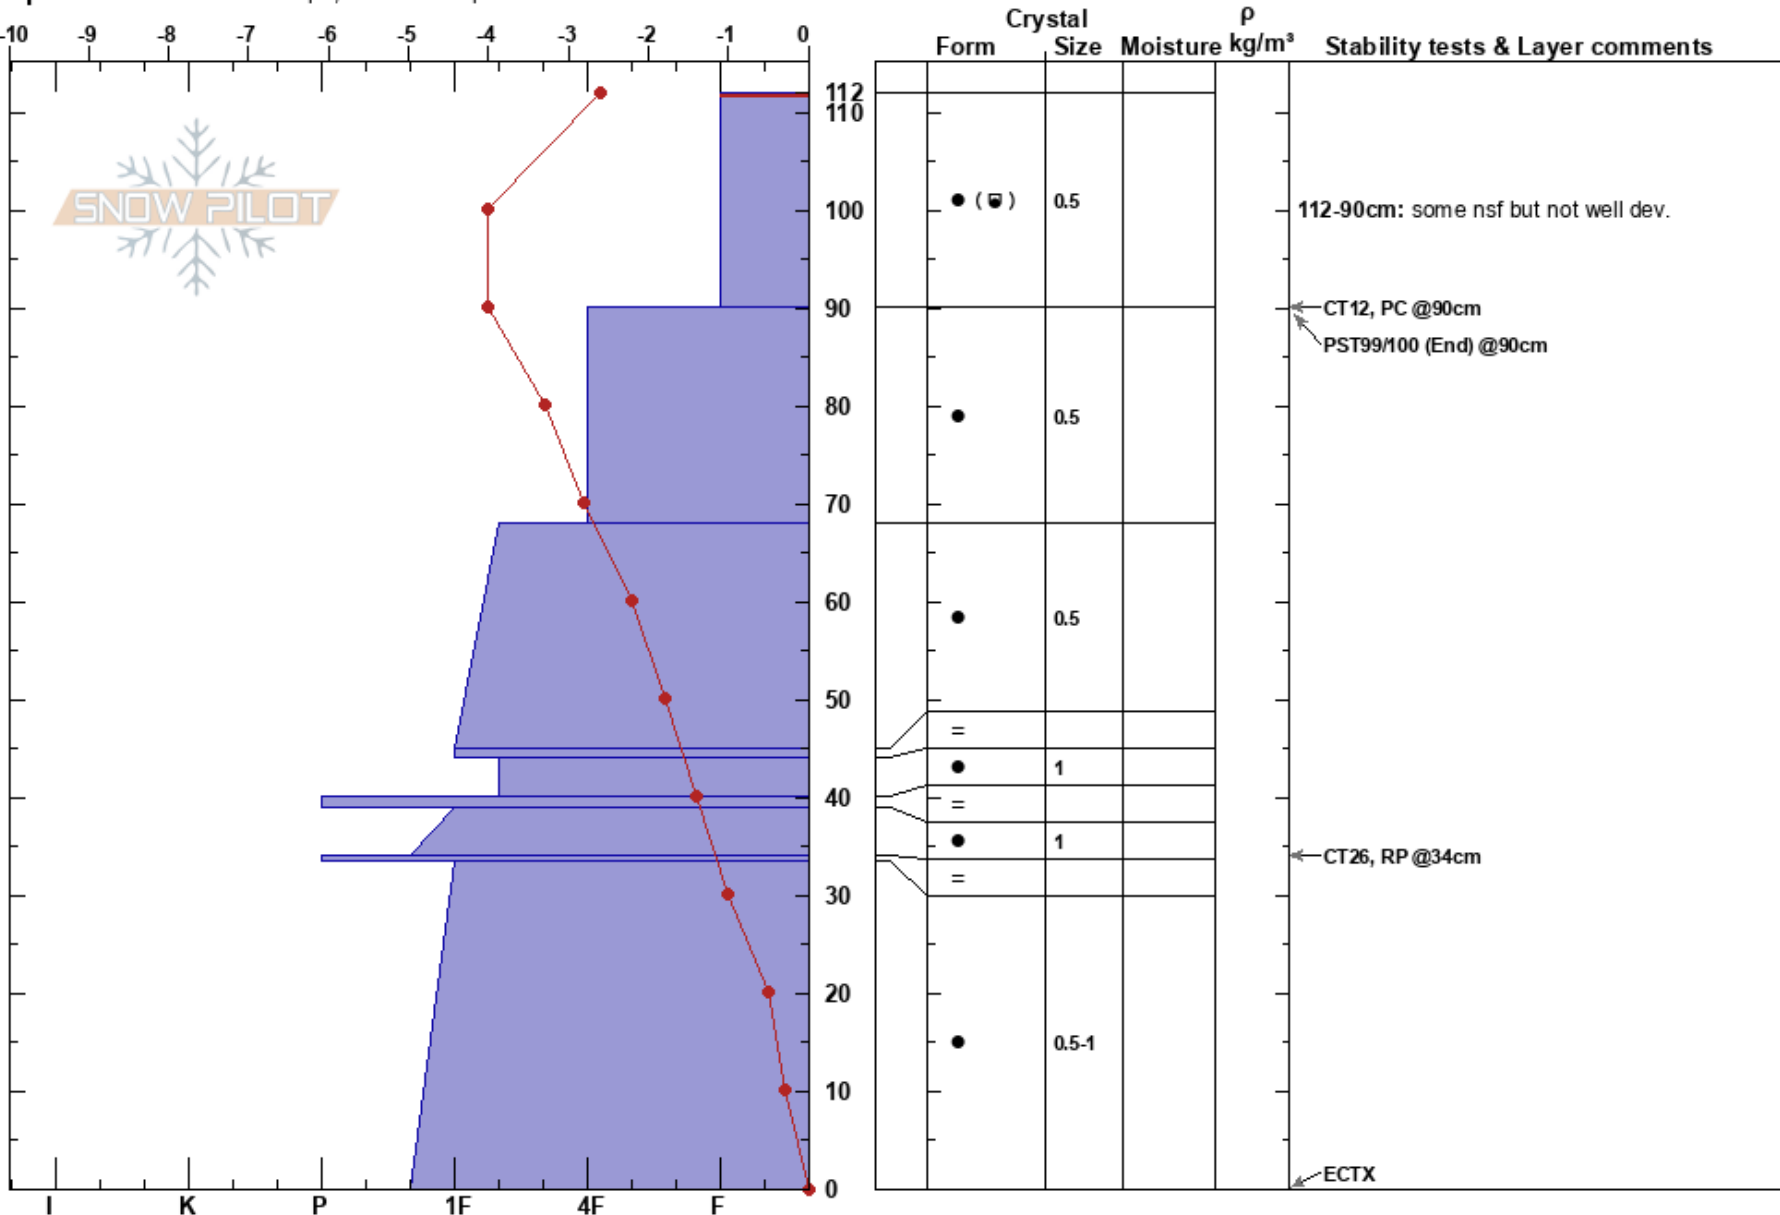 -10 -9 -8 -7 -6 -5 -4 -3 -2 -1 0
Crystal
ρ
Form Size Moisture kg/m³ Stability tests & Layer comments
112
110
SNOW PILOT
100
( ) 0.5
112-90cm: some nsf but not well dev.
90
CT12, PC @90cm
PST99/100 (End) @90cm
80
0.5
70
60
0.5
50
=
1
40
=
1
CT26, RP @34cm
=
30
20
0.5-1
10
ECTX
0
I K P 1F 4F F